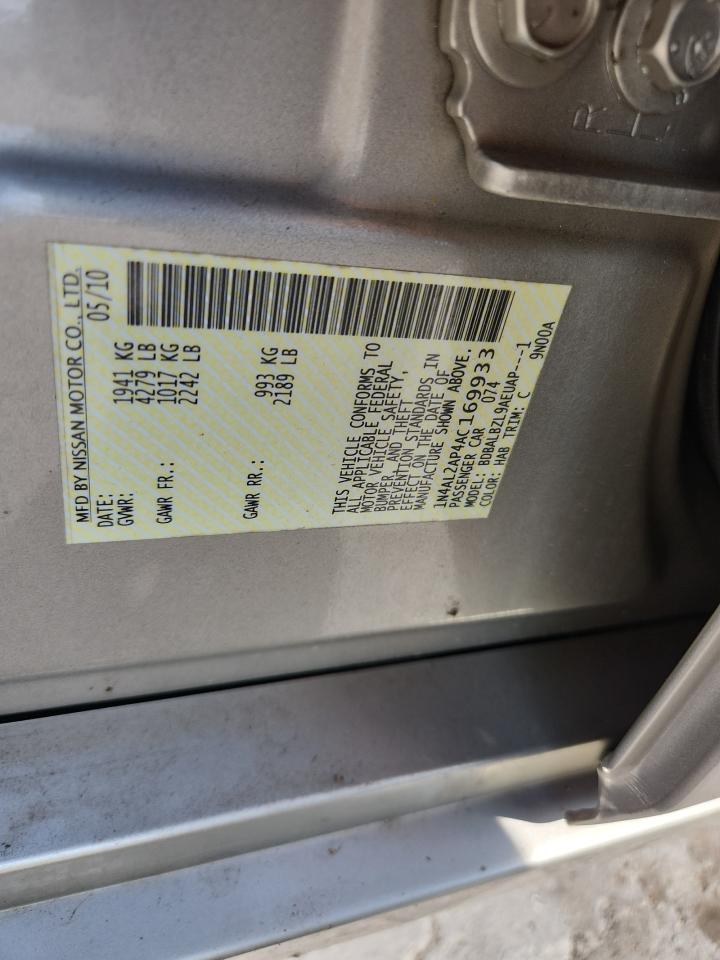 MFD BY NISSAN MOTOR CO., LTD.
DATE: 05/10
GVWR: 1941 KG
4279 LB
GAWR FR.: 1017 KG
2242 LB
GAWR RR.: 993 KG
2189 LB
THIS VEHICLE CONFORMS TO
ALL APPLICABLE FEDERAL
MOTOR VEHICLE SAFETY,
BUMPER, AND THEFT
PREVENTION STANDARDS IN
EFFECT ON THE DATE OF
MANUFACTURE SHOWN ABOVE.
1N4AL2AP4AC169933
PASSENGER CAR 074
MODEL: BDBALBZL9AEUAP--1
COLOR: HAB TRIM: C 9N00A